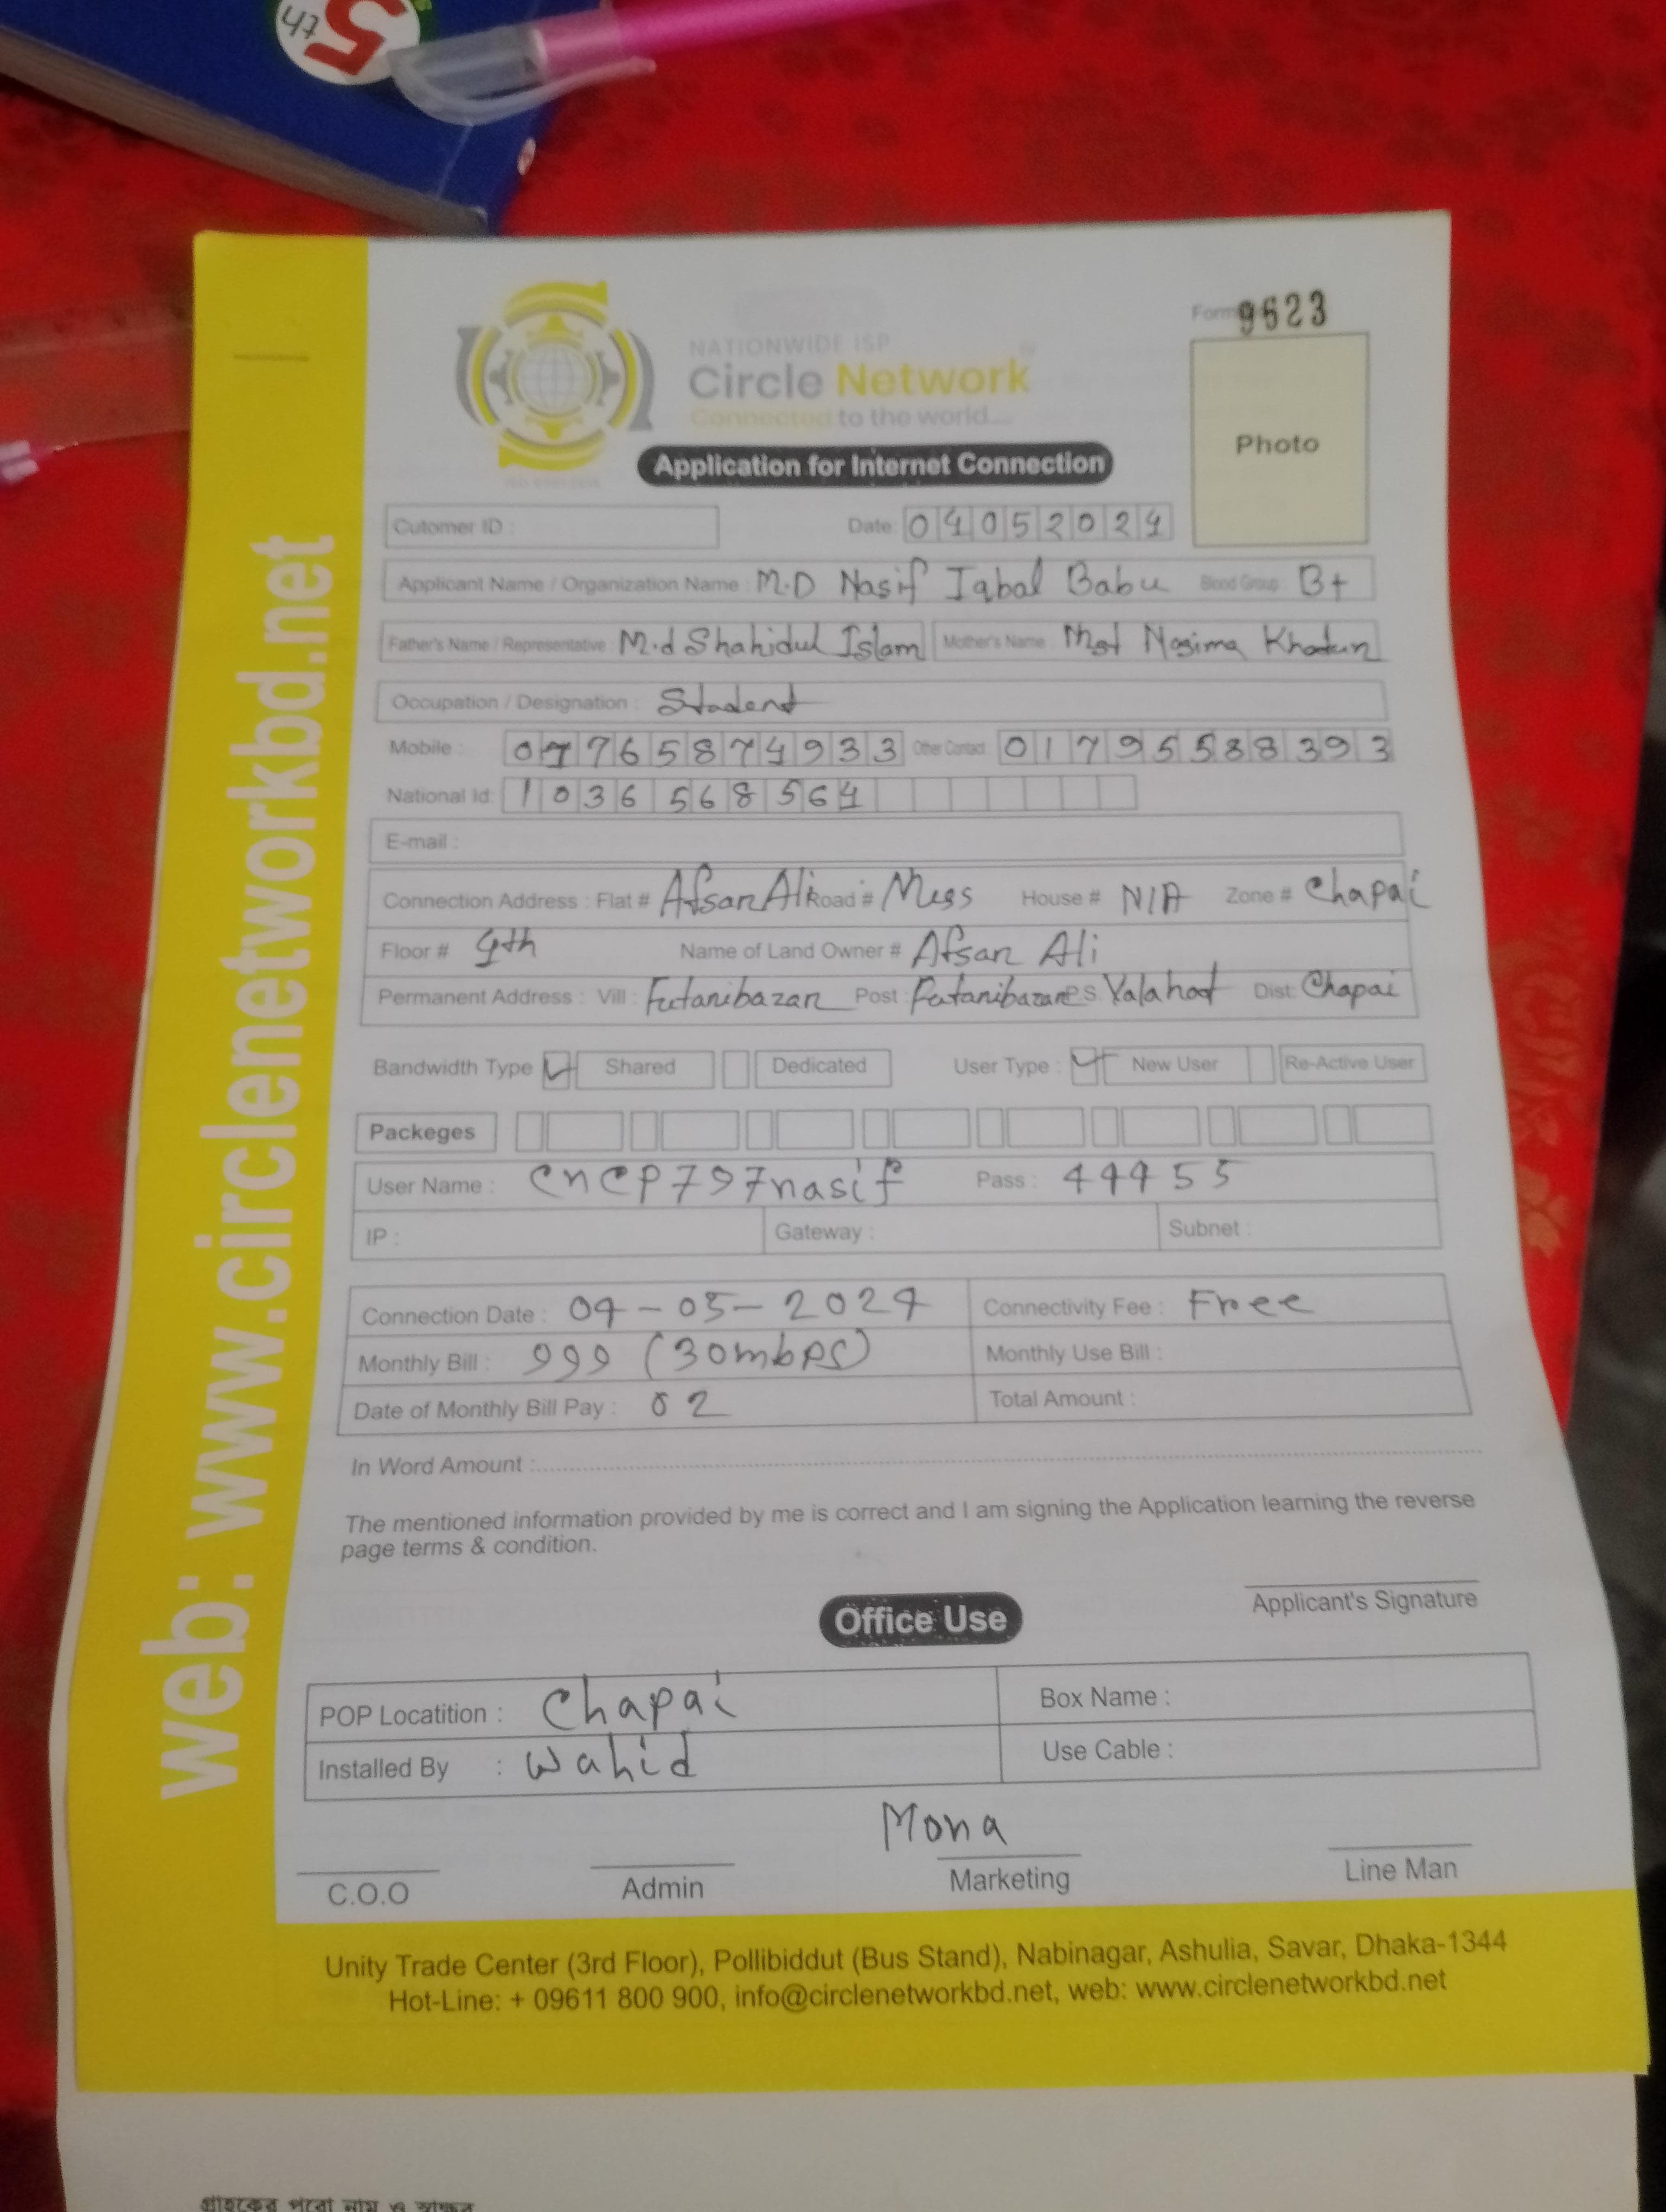 5
th
47
web: www.circlenetworkbd.net
Form 9623
NATIONWIDE ISP
Circle Network
Connected to the world...
Photo
Application for Internet Connection
Cutomer ID :
Date: 04052024
Applicant Name / Organization Name : M.D Nasif Iqbal Babu Blood Group : B+
Father's Name / Representative : M.d Shahidul Islam Mother's Name : Mst Nasima Khatun
Occupation / Designation : Student
Mobile : 01765874933 Other Contact: 01795588393
National Id: 1036568564
E-mail :
Connection Address : Flat # Afsan Ali Road # Mess House # N/A Zone # Chapai
Floor # 4th Name of Land Owner # Afsan Ali
Permanent Address : Vill : Futanibazar Post : Futanibazar P.S Valahat Dist: Chapai
Bandwidth Type Shared Dedicated User Type : New User Re-Active User
Packeges
User Name : cncp797nasif Pass : 44455
IP : Gateway : Subnet :
Connection Date : 04-05-2024 Connectivity Fee : Free
Monthly Bill : 999 (30mbps) Monthly Use Bill :
Date of Monthly Bill Pay : 02 Total Amount :
In Word Amount :
The mentioned information provided by me is correct and I am signing the Application learning the reverse
page terms & condition.
Applicant's Signature
Office Use
POP Locatition : Chapai Box Name :
Installed By : Wahid Use Cable :
Mona
C.O.O Admin Marketing Line Man
Unity Trade Center (3rd Floor), Pollibiddut (Bus Stand), Nabinagar, Ashulia, Savar, Dhaka-1344
Hot-Line: + 09611 800 900, info@circlenetworkbd.net, web: www.circlenetworkbd.net
গ্রাহকের পুরো নাম ও স্বাক্ষর